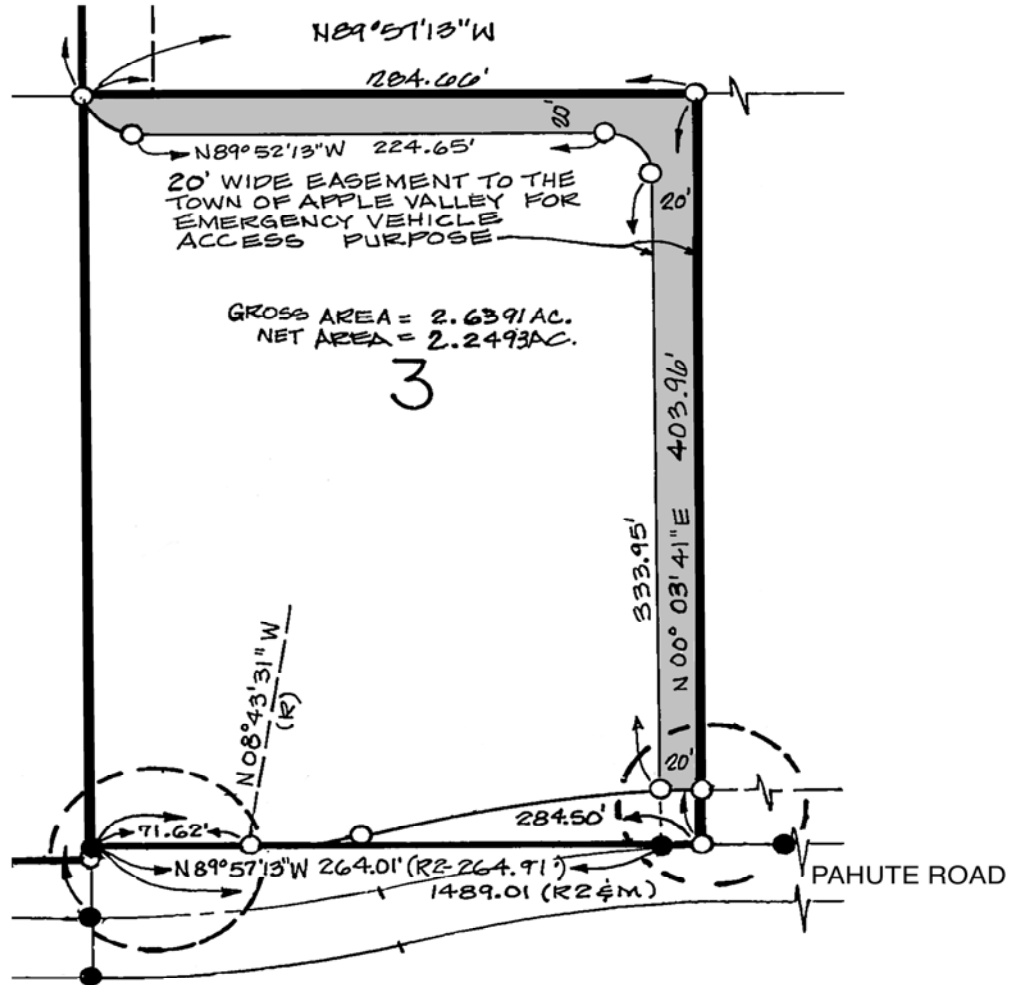 N89°57'13"W
284.66'
20'
N89°52'13"W 224.65'
20' WIDE EASEMENT TO THE
TOWN OF APPLE VALLEY FOR
EMERGENCY VEHICLE
ACCESS PURPOSE
20'
GROSS AREA = 2.6391AC.
NET AREA = 2.2493AC.
3
403.96'
N 00° 03' 41"E
333.95'
N08°43'31"W
(R)
20'
71.62'
284.50'
N89°57'13"W 264.01' (R2-264.91')
1489.01 (R2 & M)
PAHUTE ROAD